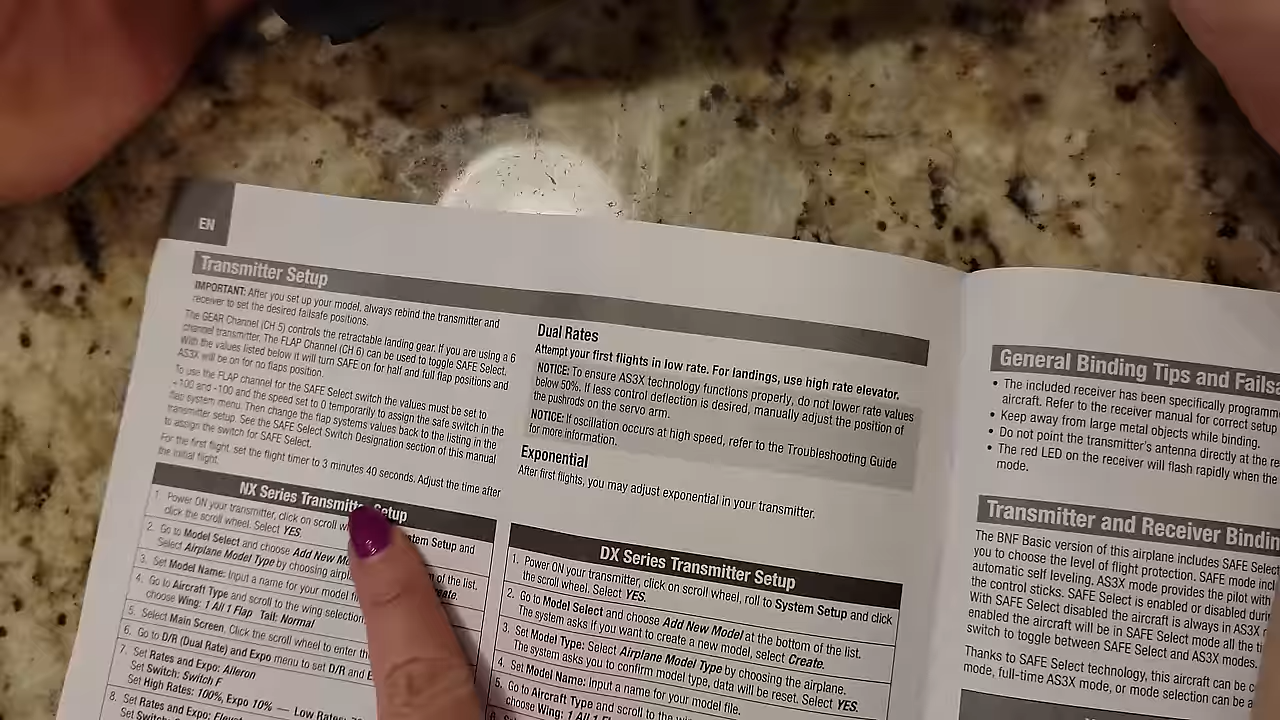 EN
Transmitter Setup
IMPORTANT: After you set up your model, always rebind the transmitter and
receiver to set the desired failsafe positions.
The GEAR Channel (CH 5) controls the retractable landing gear. If you are using a 6
channel transmitter, The FLAP Channel (CH 6) can be used to toggle SAFE Select.
With the values listed below it will turn SAFE on for half and full flap positions and
AS3X will be on for no flaps position.
To use the FLAP channel for the SAFE Select switch the values must be set to
+100 and -100 and the speed set to 0 temporarily to assign the safe switch in the
flap system menu. Then change the flap systems values back to the listing in the
transmitter setup. See the SAFE Select Switch Designation section of this manual
to assign the switch for SAFE Select.
For the first flight, set the flight timer to 3 minutes 40 seconds. Adjust the time after
the initial flight.
NX Series Transmitter Setup
1. Power ON your transmitter, click on scroll System Setup and
click the scroll wheel. Select YES.
2. Go to Model Select and choose Add New of the list.
Select Airplane Model Type by choosing Create.
3. Set Model Name: Input a name for your model
4. Go to Aircraft Type and scroll to the wing selection
choose Wing: 1 Ail 1 Flap Tail: Normal
5. Select Main Screen, Click the scroll wheel to enter the
6. Go to D/R (Dual Rate) and Expo menu to set D/R and
7. Set Rates and Expo: Aileron
Set Switch: Switch F
Set High Rates: 100%, Expo 10% — Low Rates:
8. Set Rates and Expo:
Set
Dual Rates
Attempt your first flights in low rate. For landings, use high rate elevator.
NOTICE: To ensure AS3X technology functions properly, do not lower rate values
below 50%. If less control deflection is desired, manually adjust the position of
the pushrods on the servo arm.
NOTICE: If oscillation occurs at high speed, refer to the Troubleshooting Guide
for more information.
Exponential
After first flights, you may adjust exponential in your transmitter.
DX Series Transmitter Setup
1. Power ON your transmitter, click on scroll wheel, roll to System Setup and click
the scroll wheel. Select YES.
2. Go to Model Select and choose Add New Model at the bottom of the list.
The system asks if you want to create a new model, select Create.
3. Set Model Type: Select Airplane Model Type by choosing the airplane.
The system asks you to confirm model type, data will be reset. Select YES.
4. Set Model Name: Input a name for your model file.
5. Go to Aircraft Type and scroll to the
choose Wing: 1 Ail 1
General Binding Tips and
• The included receiver has been specifically
aircraft. Refer to the receiver manual for correct setup
• Keep away from large metal objects while binding.
• Do not point the transmitter's antenna directly at the
• The red LED on the receiver will flash rapidly when the
mode.
Transmitter and Receiver
The BNF Basic version of this airplane includes SAFE
you to choose the level of flight protection. SAFE mode
automatic self leveling. AS3X mode provides the pilot
the control sticks. SAFE Select is enabled or disabled
With SAFE Select disabled the aircraft is always in AS3X
enabled the aircraft will be in SAFE Select mode all the
switch to toggle between SAFE Select and AS3X modes.
Thanks to SAFE Select technology, this aircraft can be
mode, full-time AS3X mode, or mode selection can be